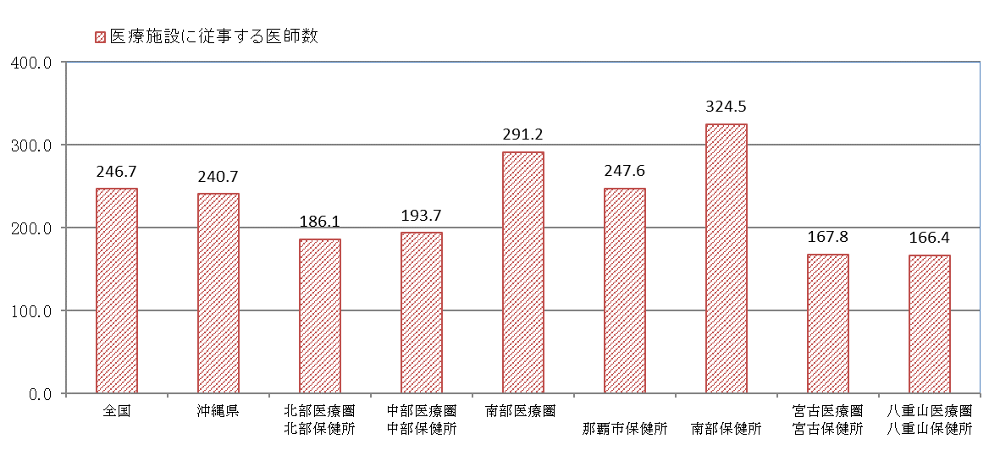 医療施設に従事する医師数
400.0
300.0
200.0
100.0
0.0
246.7
240.7
186.1
193.7
291.2
247.6
324.5
167.8
166.4
全国
沖縄県
北部医療圏
北部保健所
中部医療圏
中部保健所
南部医療圏
那覇市保健所
南部保健所
宮古医療圏
宮古保健所
八重山医療圏
八重山保健所